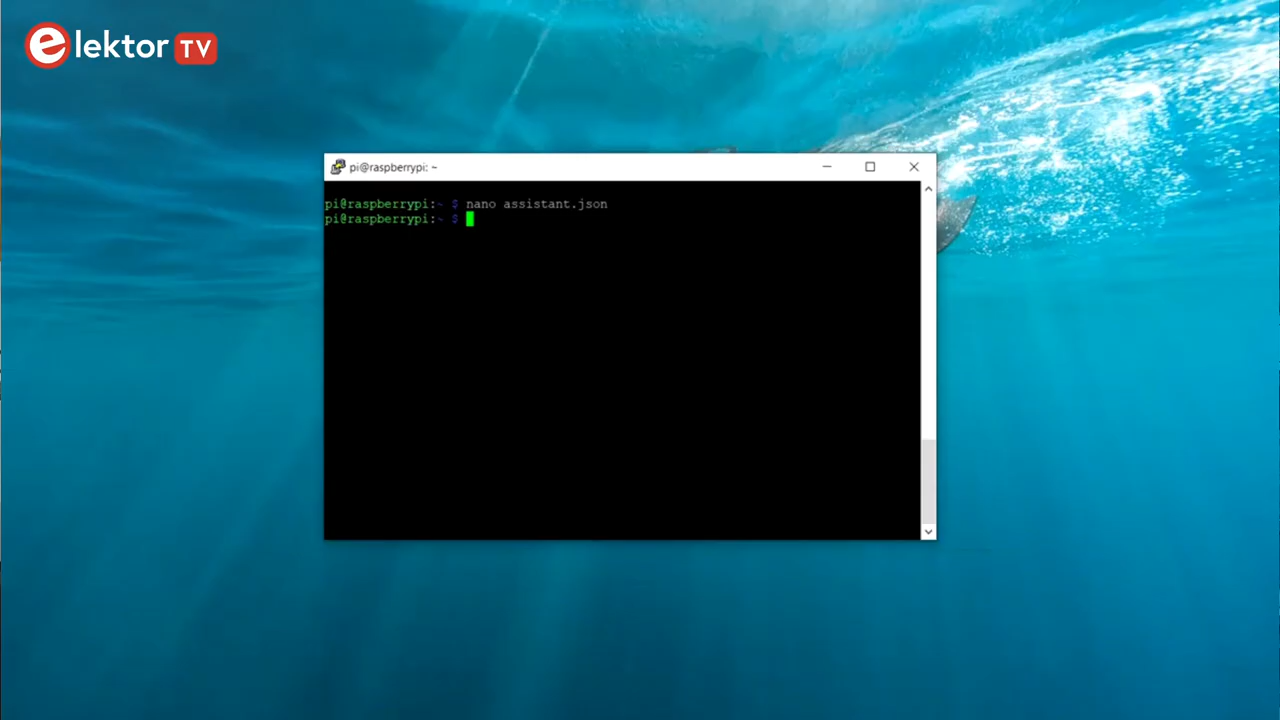 elektor TV
pi@raspberrypi: ~
pi@raspberrypi:~ $ nano assistant.json
pi@raspberrypi:~ $